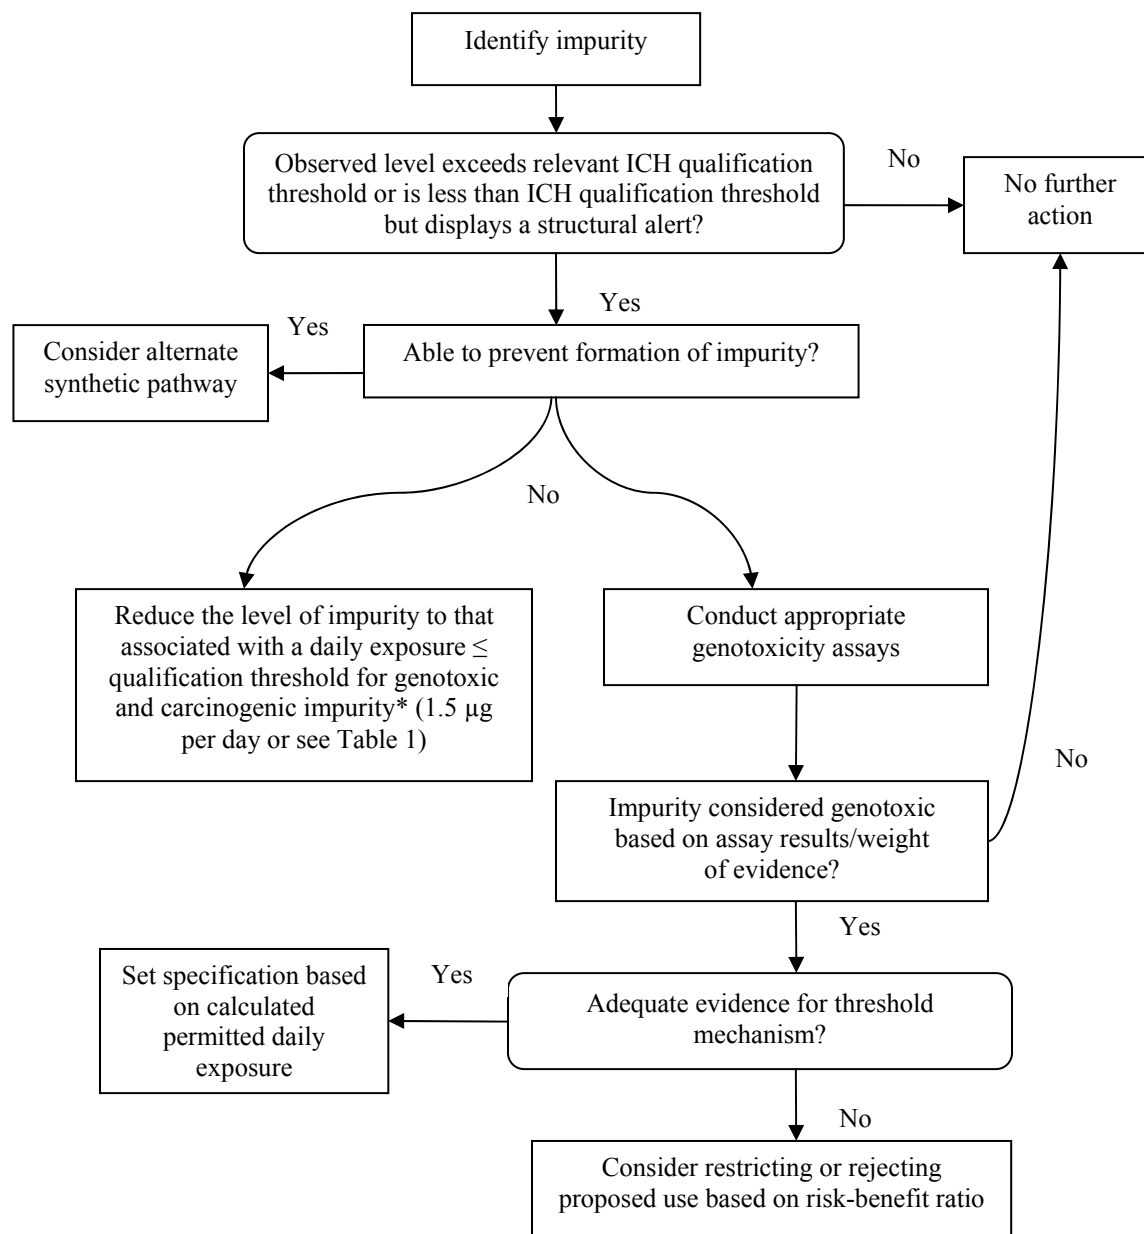 Identify impurity
Observed level exceeds relevant ICH qualification
threshold or is less than ICH qualification threshold
but displays a structural alert?
No
No further
action
Yes
Yes
Able to prevent formation of impurity?
Consider alternate
synthetic pathway
No
Reduce the level of impurity to that
associated with a daily exposure ≤
qualification threshold for genotoxic
and carcinogenic impurity* (1.5 µg
per day or see Table 1)
Conduct appropriate
genotoxicity assays
No
Impurity considered genotoxic
based on assay results/weight
of evidence?
Yes
Yes
Set specification based
on calculated
permitted daily
exposure
Adequate evidence for threshold
mechanism?
No
Consider restricting or rejecting
proposed use based on risk-benefit ratio